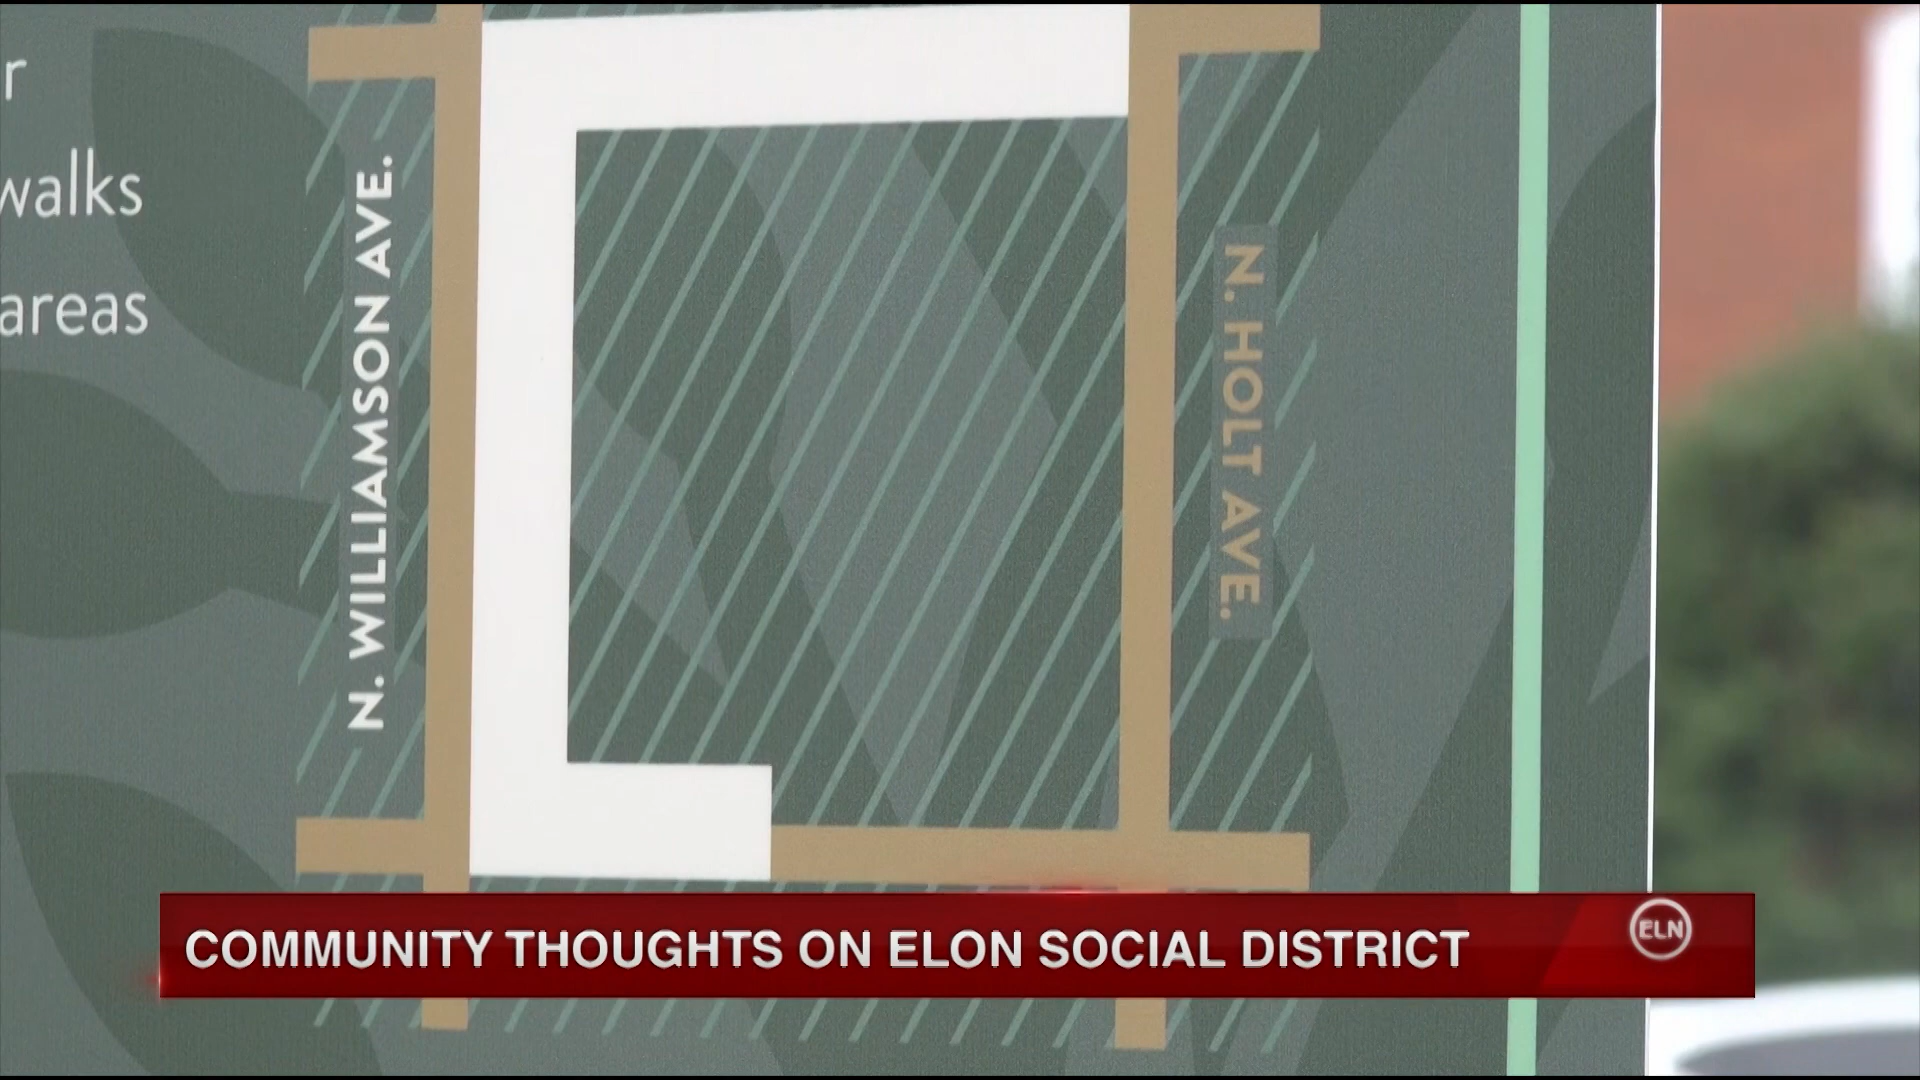 r
walks
areas
N. WILLIAMSON AVE.
N. HOLT AVE.
COMMUNITY THOUGHTS ON ELON SOCIAL DISTRICT
ELN